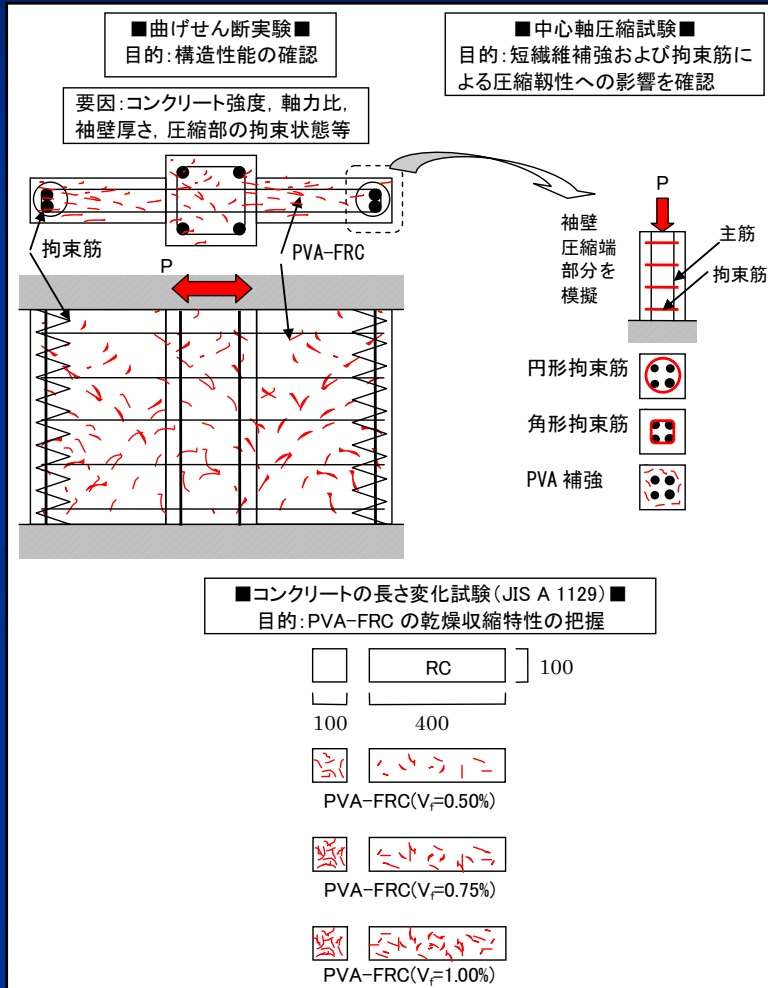 ■曲げせん断実験■
目的:構造性能の確認
要因:コンクリート強度, 軸力比,
袖壁厚さ, 圧縮部の拘束状態等
拘束筋
PVA-FRC
P
■中心軸圧縮試験■
目的:短繊維補強および拘束筋に
よる圧縮靱性への影響を確認
P
袖壁
圧縮端
部分を
模擬
主筋
拘束筋
円形拘束筋
角形拘束筋
PVA 補強
■コンクリートの長さ変化試験(JIS A 1129)■
目的:PVA-FRC の乾燥収縮特性の把握
RC
100
100
400
PVA-FRC(Vf=0.50%)
PVA-FRC(Vf=0.75%)
PVA-FRC(Vf=1.00%)